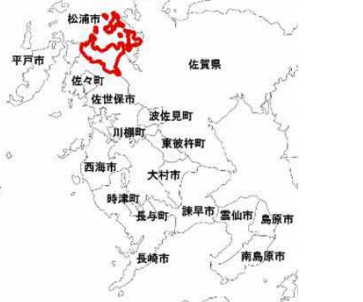 松浦市
平戸市
佐賀県
佐々町
佐世保市
波佐見町
川棚町
東彼杵町
西海市
大村市
時津町
長与町
諫早市
雲仙市
島原市
長崎市
南島原市